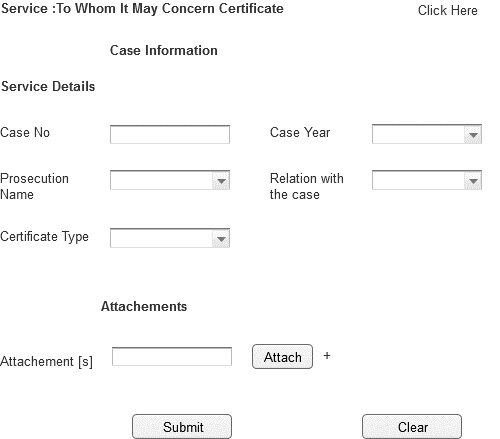 Service :To Whom It May Concern Certificate
Click Here
Case Information
Service Details
Case No
Case Year
Prosecution
Name
Relation with
the case
Certificate Type
Attachements
Attachement [s]
Attach
+
Submit
Clear